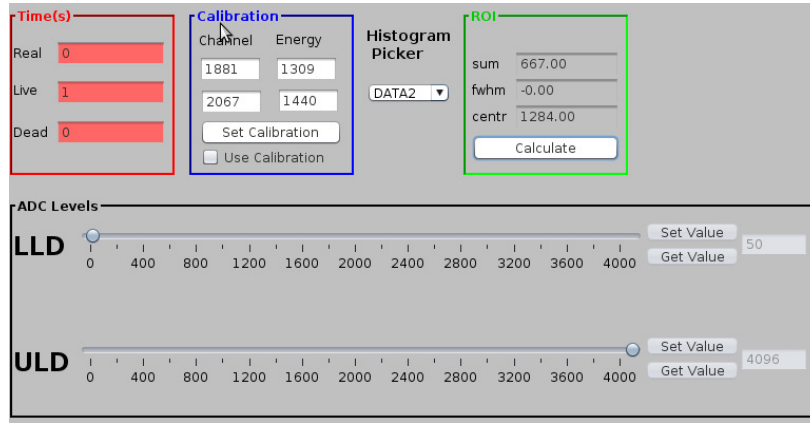 Time(s)
Real 0
Live 1
Dead 0
Calibration
Channel Energy
1881 1309
2067 1440
Set Calibration
Use Calibration
Histogram
Picker
DATA2
ROI
sum 667.00
fwhm -0.00
centr 1284.00
Calculate
ADC Levels
LLD
0 400 800 1200 1600 2000 2400 2800 3200 3600 4000
Set Value
Get Value
50
ULD
0 400 800 1200 1600 2000 2400 2800 3200 3600 4000
Set Value
Get Value
4096